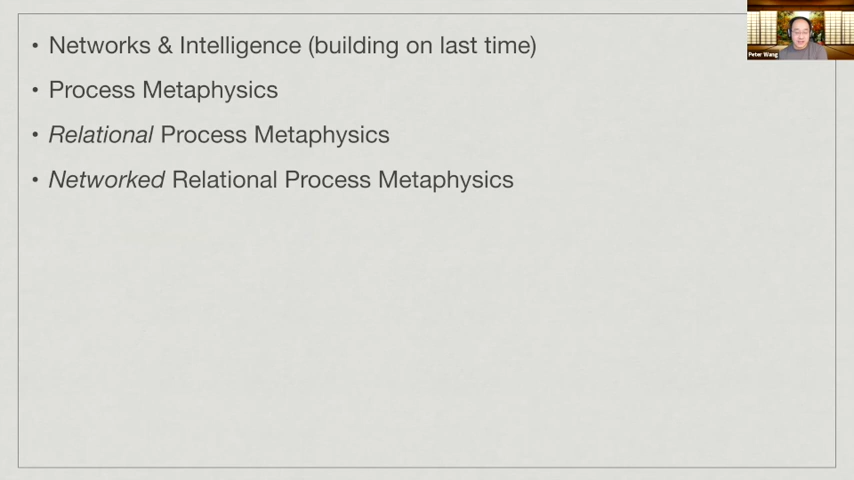 • Networks & Intelligence (building on last time)
• Process Metaphysics
• Relational Process Metaphysics
• Networked Relational Process Metaphysics
Peter Wang